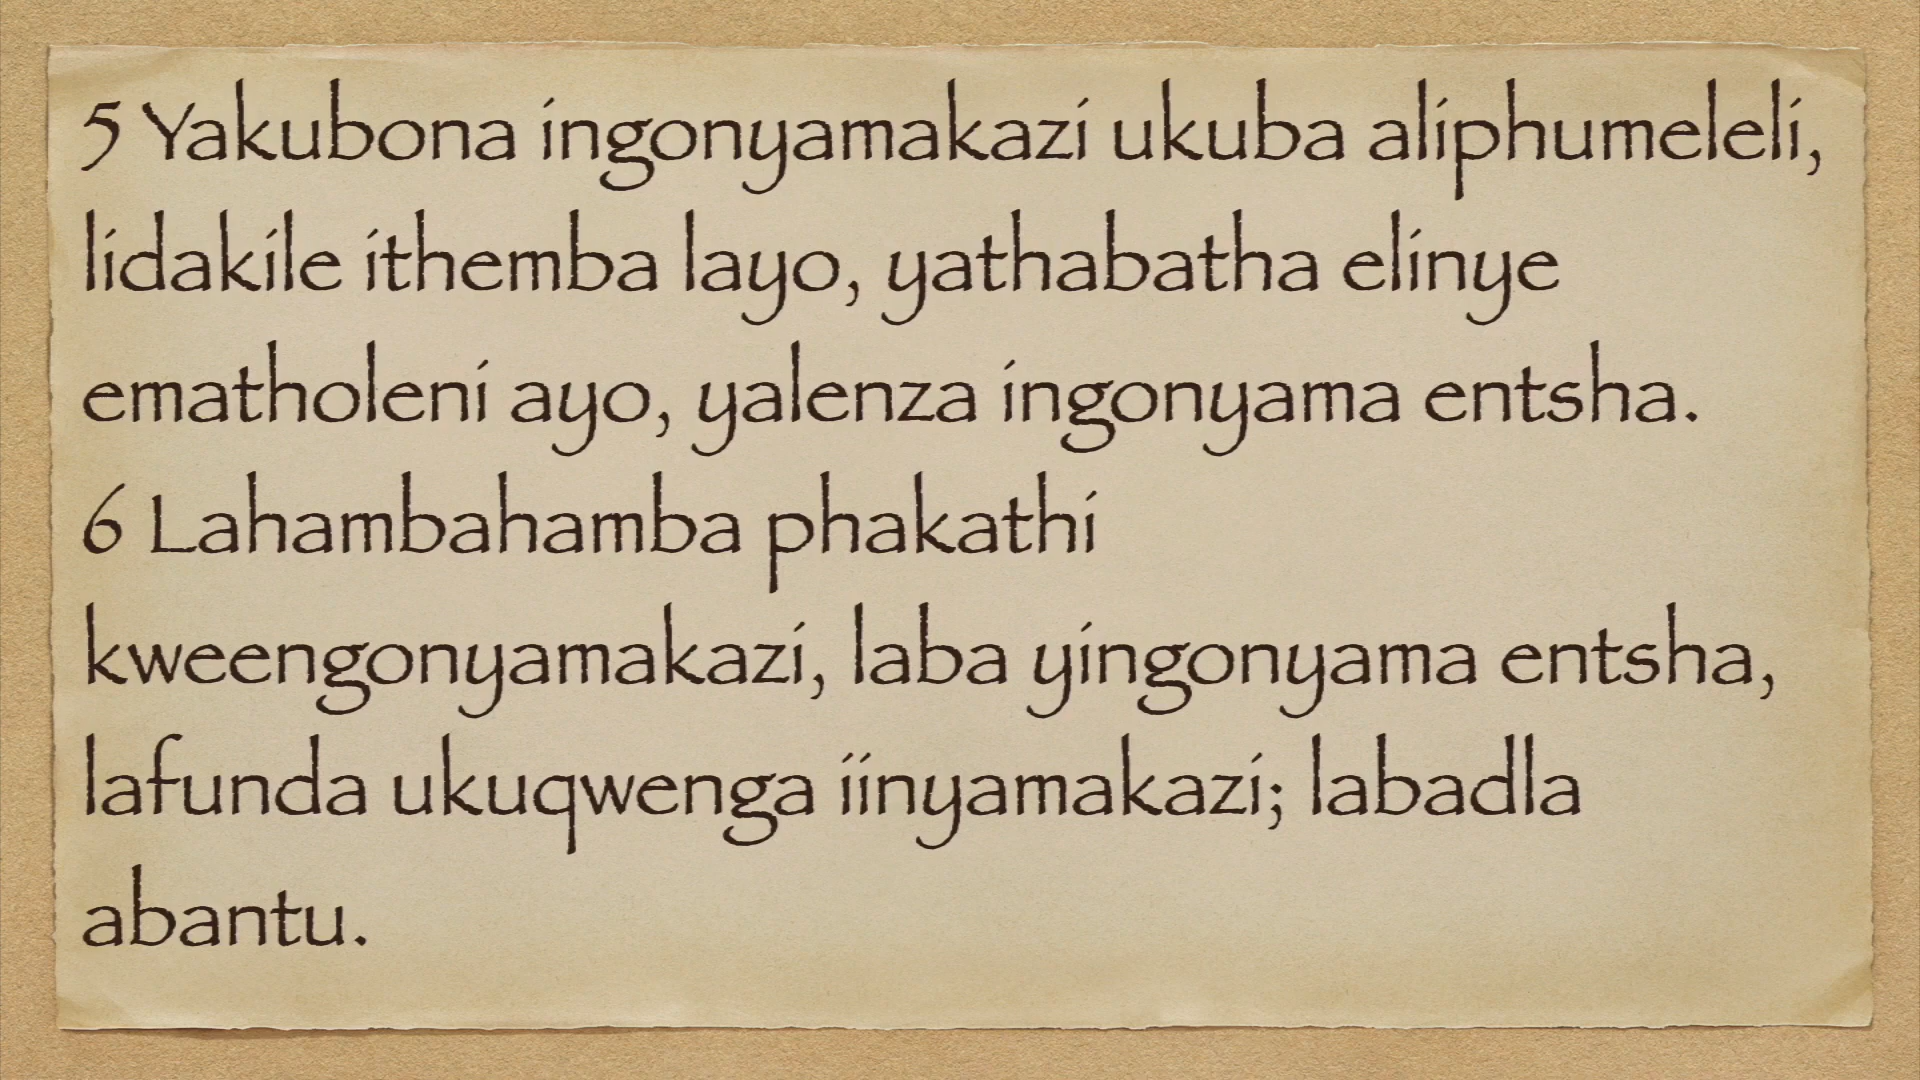 5 Yakubona ingonyamakazi ukuba aliphumeleli,
lidakile ithemba layo, yathabatha elinye
ematholeni ayo, yalenza ingonyama entsha.
6 Lahambahamba phakathi
kweengonyamakazi, laba yingonyama entsha,
lafunda ukuqwenga iinyamakazi; labadla
abantu.